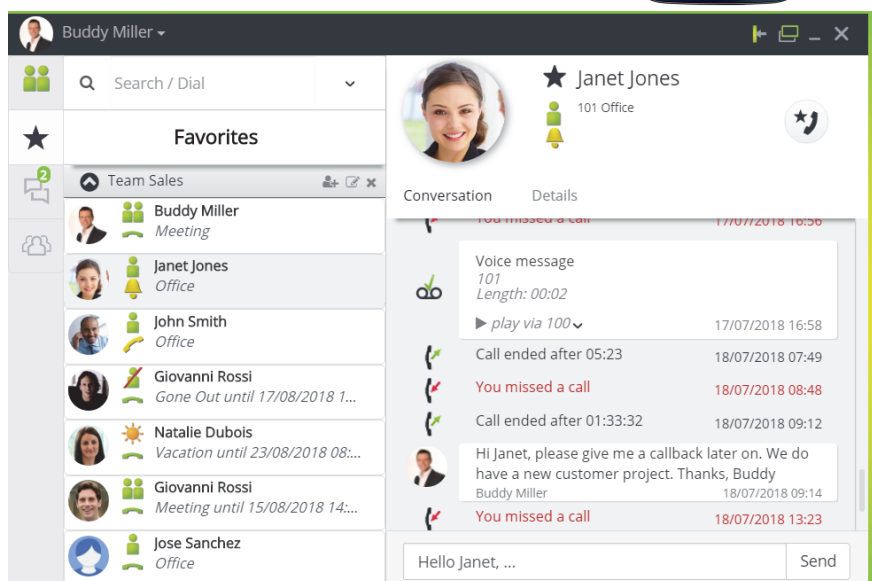 Buddy Miller
Search / Dial
Favorites
2
Team Sales
Buddy Miller
Meeting
Janet Jones
Office
John Smith
Office
Giovanni Rossi
Gone Out until 17/08/2018 1...
Natalie Dubois
Vacation until 23/08/2018 08:...
Giovanni Rossi
Meeting until 15/08/2018 14:...
Jose Sanchez
Office
Janet Jones
101 Office
Conversation Details
You missed a call 17/07/2018 16:56
Voice message
101
Length: 00:02
play via 100 17/07/2018 16:58
Call ended after 05:23 18/07/2018 07:49
You missed a call 18/07/2018 08:48
Call ended after 01:33:32 18/07/2018 09:12
Hi Janet, please give me a callback later on. We do
have a new customer project. Thanks, Buddy
Buddy Miller 18/07/2018 09:14
You missed a call 18/07/2018 13:23
Hello Janet, ... Send